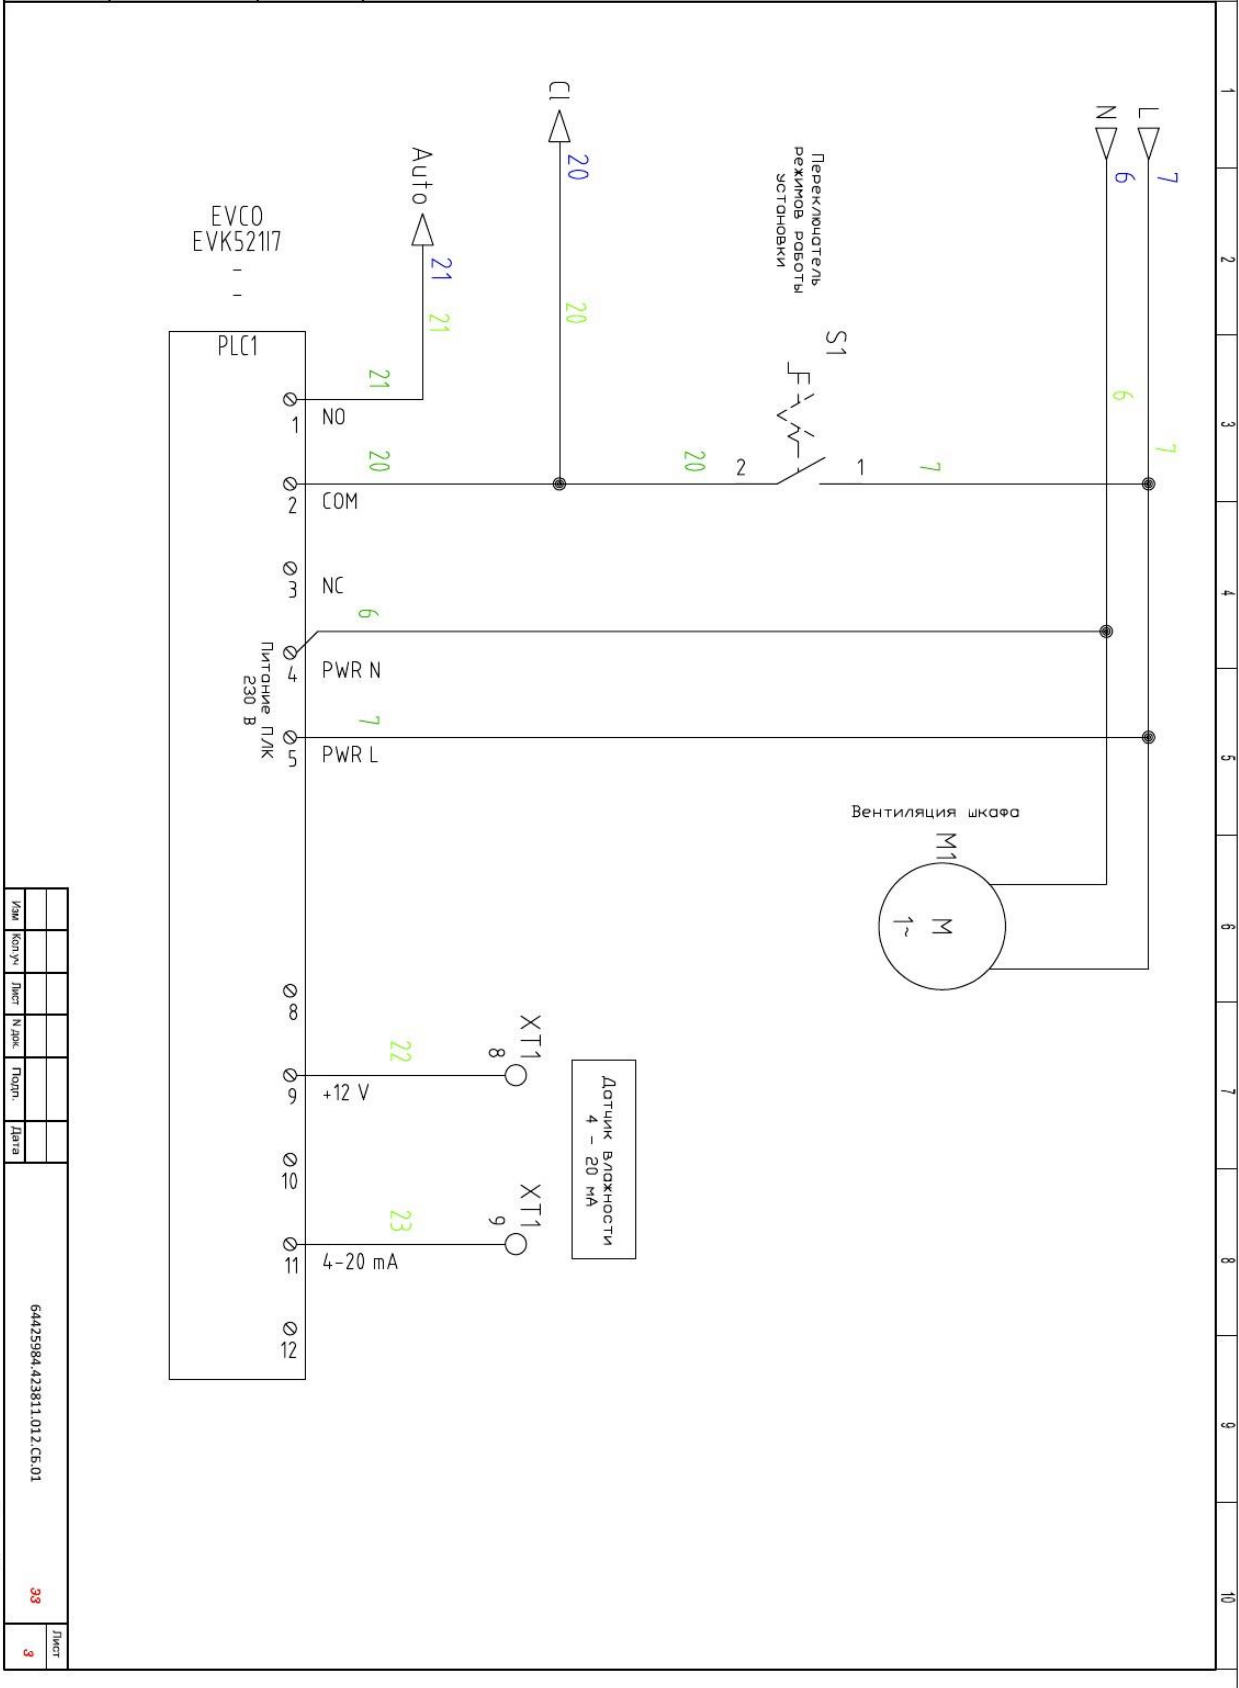 1
2
3
4
5
6
7
8
9
10
L
7
N
6
Cl
20
Auto
21
Переключатель
режимов работы
установки
EVCO
EVK521I7
-
-
PLC1
S1
20
21
6
7
21
1
NO
20
20
2
1
7
2
COM
3
NC
6
4
PWR N
7
5
PWR L
Питание ПЛК
230 В
Вентиляция шкафа
M1
M
1~
8
XT1
8
22
9
+12 V
Датчик влажности
4 - 20 мА
10
XT1
9
23
11
4-20 mA
12
Изм
Кол.уч
Лист
N док.
Подп.
Дата
64425984.423811.012.СБ.01
Э3
Лист
3